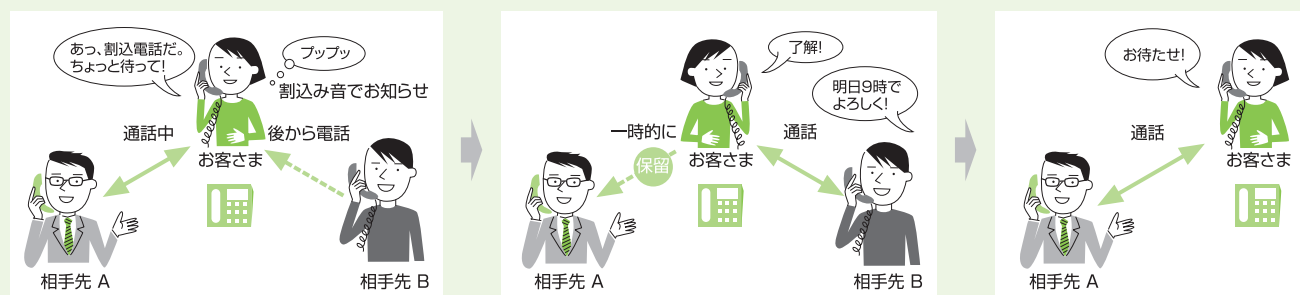 あっ、割込電話だ。
ちょっと待って!
プップッ
割込み音でお知らせ
通話中
後から電話
お客さま
相手先 A
相手先 B
了解!
明日9時で
よろしく!
一時的に
保留
通話
お客さま
相手先 A
相手先 B
お待たせ!
通話
お客さま
相手先 A